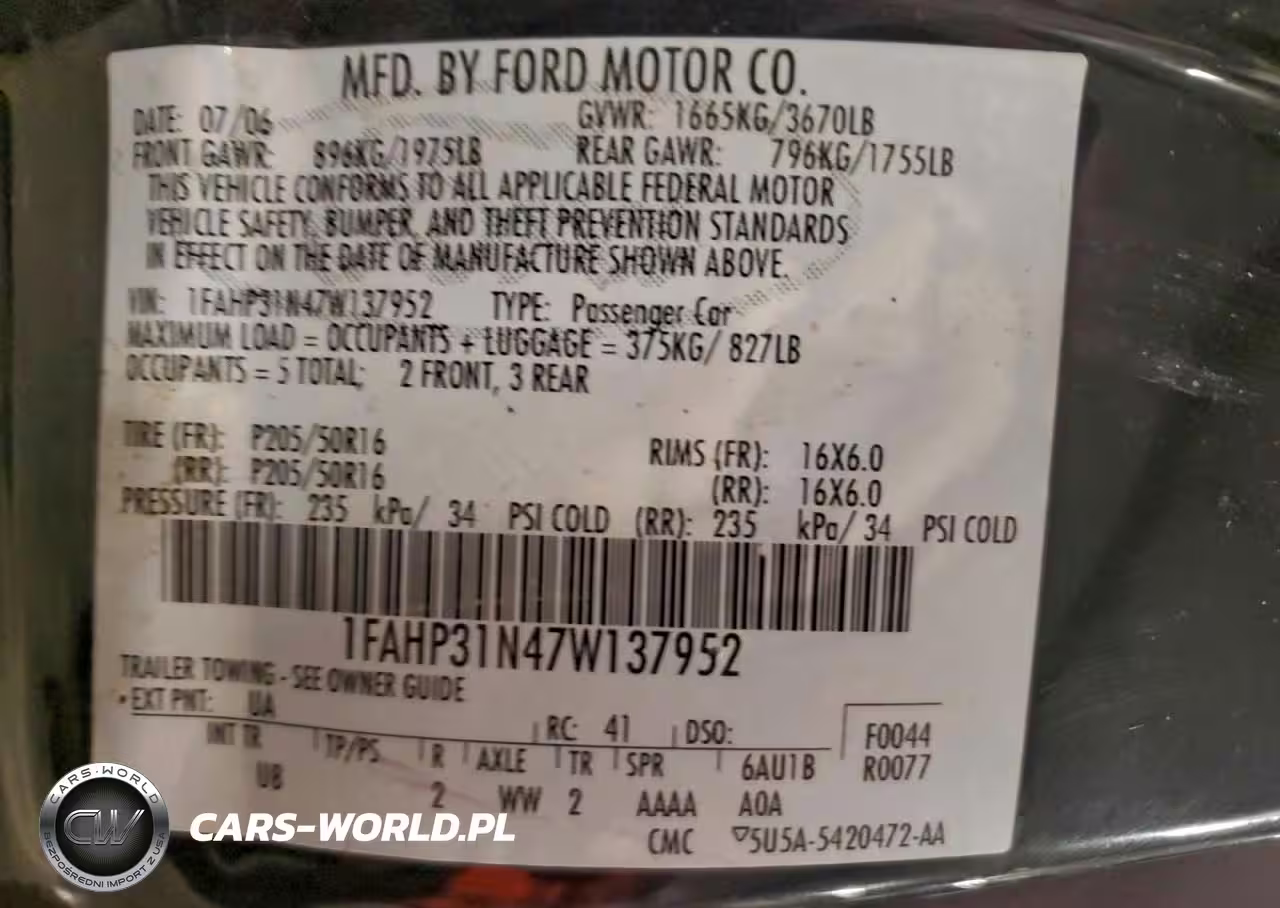 MFD. BY FORD MOTOR CO.
DATE: 07/06 GVWR: 1665KG/3670LB
FRONT GAWR: 896KG/1975LB REAR GAWR: 796KG/1755LB
THIS VEHICLE CONFORMS TO ALL APPLICABLE FEDERAL MOTOR
VEHICLE SAFETY, BUMPER, AND THEFT PREVENTION STANDARDS
IN EFFECT ON THE DATE OF MANUFACTURE SHOWN ABOVE.
VIN: 1FAHP31N47W137952 TYPE: Passenger Car
MAXIMUM LOAD = OCCUPANTS + LUGGAGE = 375KG/ 827LB
OCCUPANTS = 5 TOTAL; 2 FRONT, 3 REAR
TIRE (FR): P205/50R16 RIMS (FR): 16X6.0
(RR): P205/50R16 (RR): 16X6.0
PRESSURE (FR): 235 kPa/ 34 PSI COLD (RR): 235 kPa/ 34 PSI COLD
1FAHP31N47W137952
TRAILER TOWING - SEE OWNER GUIDE
EXT PNT: UA RC: 41 DSO: F0044
INT TR TP/PS R AXLE TR SPR 6AU1B R0077
UB 2 WW 2 AAAA A0A
CMC 5U5A-5420472-AA
CARS-WORLD
CW
BEZPOŚREDNI IMPORT Z USA
CARS-WORLD.PL